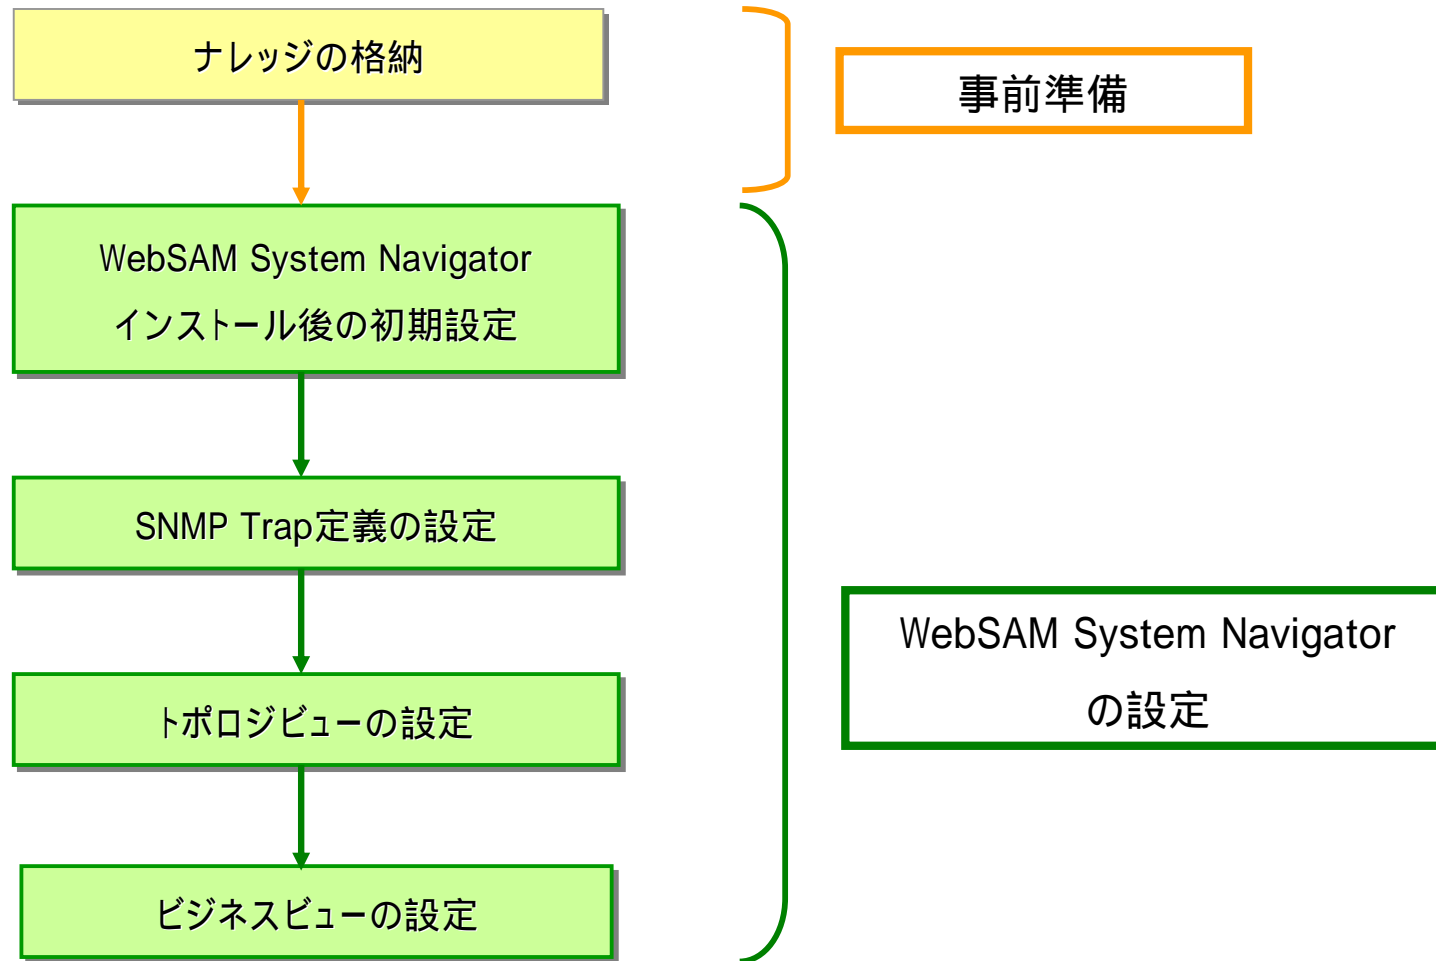 ナレッジの格納
事前準備
WebSAM System Navigator
インストール後の初期設定
SNMP Trap定義の設定
WebSAM System Navigator
の設定
トポロジビューの設定
ビジネスビューの設定